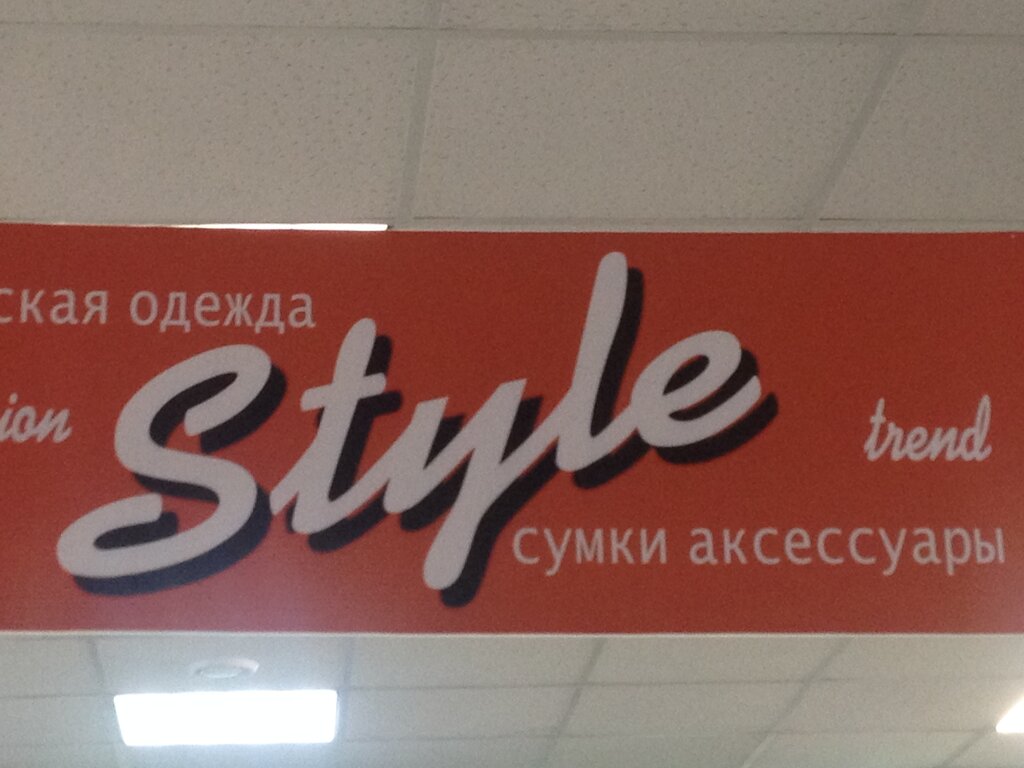 ская одежда
Style
ion
trend
сумки аксессуары